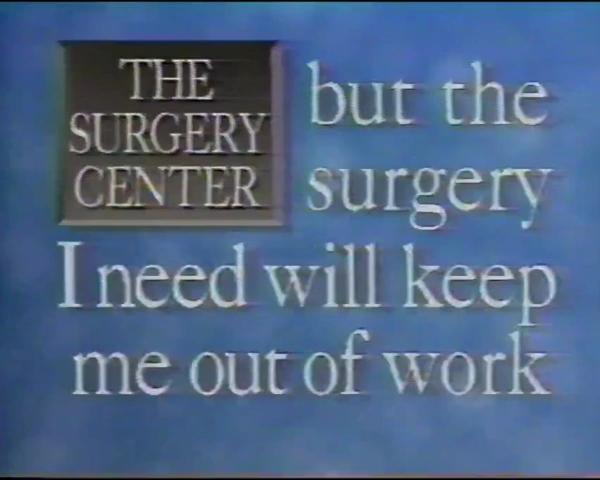 THE
SURGERY
CENTER
but the
surgery
I need will keep
me out of work